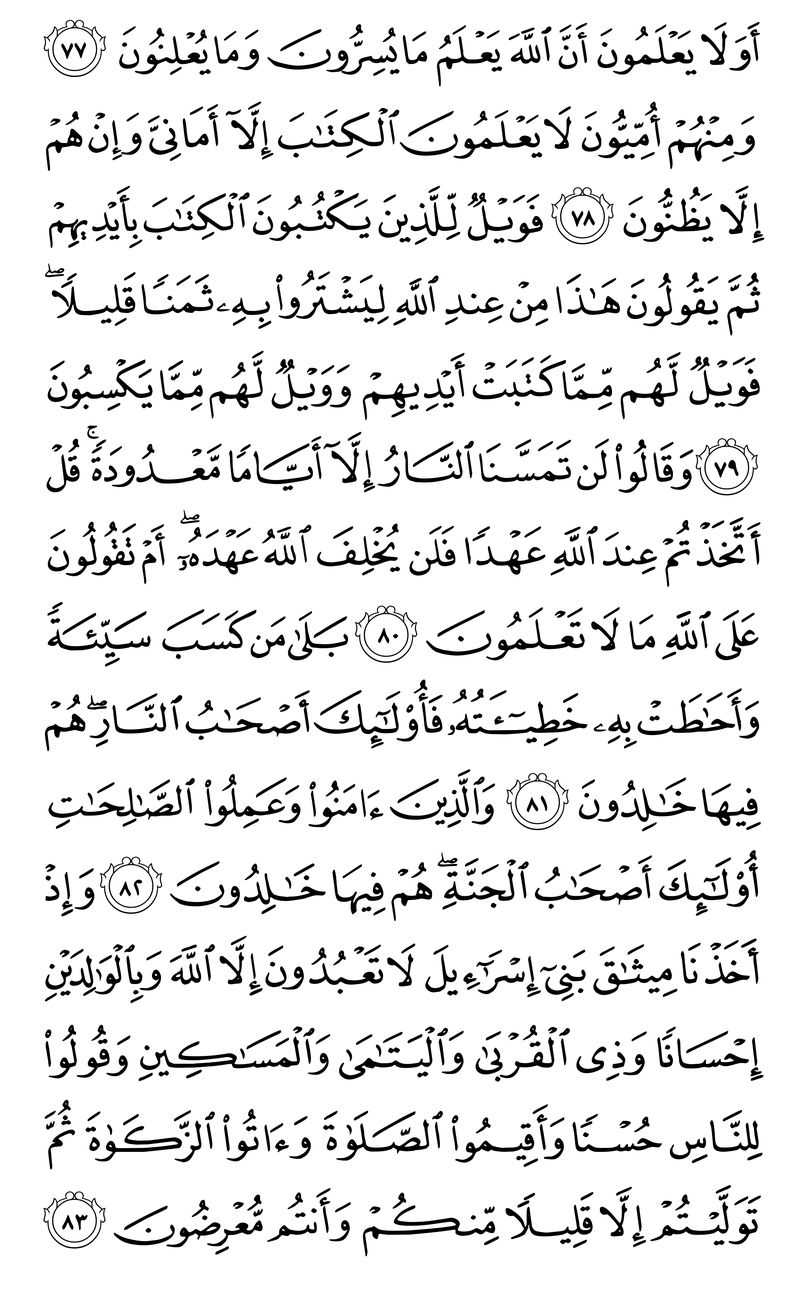 أَوَلَا يَعْلَمُونَ أَنَّ ٱللَّهَ يَعْلَمُ مَا يُسِرُّونَ وَمَا يُعْلِنُونَ ٧٧
وَمِنْهُمْ أُمِّيُّونَ لَا يَعْلَمُونَ ٱلْكِتَٰبَ إِلَّآ أَمَانِىَّ وَإِنْ هُمْ
إِلَّا يَظُنُّونَ ٧٨ فَوَيْلٌ لِّلَّذِينَ يَكْتُبُونَ ٱلْكِتَٰبَ بِأَيْدِيهِمْ
ثُمَّ يَقُولُونَ هَٰذَا مِنْ عِندِ ٱللَّهِ لِيَشْتَرُوا۟ بِهِۦ ثَمَنًا قَلِيلًا ۖ
فَوَيْلٌ لَّهُم مِّمَّا كَتَبَتْ أَيْدِيهِمْ وَوَيْلٌ لَّهُم مِّمَّا يَكْسِبُونَ
٧٩ وَقَالُوا۟ لَن تَمَسَّنَا ٱلنَّارُ إِلَّآ أَيَّامًا مَّعْدُودَةً ۚ قُلْ
أَتَّخَذْتُمْ عِندَ ٱللَّهِ عَهْدًا فَلَن يُخْلِفَ ٱللَّهُ عَهْدَهُۥٓ ۖ أَمْ تَقُولُونَ
عَلَى ٱللَّهِ مَا لَا تَعْلَمُونَ ٨٠ بَلَىٰ مَن كَسَبَ سَيِّئَةً
وَأَحَٰطَتْ بِهِۦ خَطِيٓـَٔتُهُۥ فَأُو۟لَٰٓئِكَ أَصْحَٰبُ ٱلنَّارِ ۖ هُمْ
فِيهَا خَٰلِدُونَ ٨١ وَٱلَّذِينَ ءَامَنُوا۟ وَعَمِلُوا۟ ٱلصَّٰلِحَٰتِ
أُو۟لَٰٓئِكَ أَصْحَٰبُ ٱلْجَنَّةِ ۖ هُمْ فِيهَا خَٰلِدُونَ ٨٢ وَإِذْ
أَخَذْنَا مِيثَٰقَ بَنِىٓ إِسْرَٰٓءِيلَ لَا تَعْبُدُونَ إِلَّا ٱللَّهَ وَبِٱلْوَٰلِدَيْنِ
إِحْسَانًا وَذِى ٱلْقُرْبَىٰ وَٱلْيَتَٰمَىٰ وَٱلْمَسَٰكِينِ وَقُولُوا۟
لِلنَّاسِ حُسْنًا وَأَقِيمُوا۟ ٱلصَّلَوٰةَ وَءَاتُوا۟ ٱلزَّكَوٰةَ ثُمَّ
تَوَلَّيْتُمْ إِلَّا قَلِيلًا مِّنكُمْ وَأَنتُم مُّعْرِضُونَ ٨٣